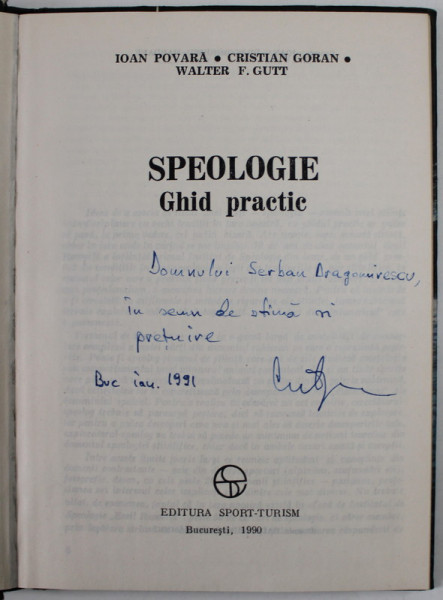 IOAN POVARĂ • CRISTIAN GORAN •
WALTER F. GUTT
SPEOLOGIE
Ghid practic
Domnului Serban Dragomirescu,
în semn de stimă și
prețuire
Buc ian. 1991
EDITURA SPORT-TURISM
București, 1990